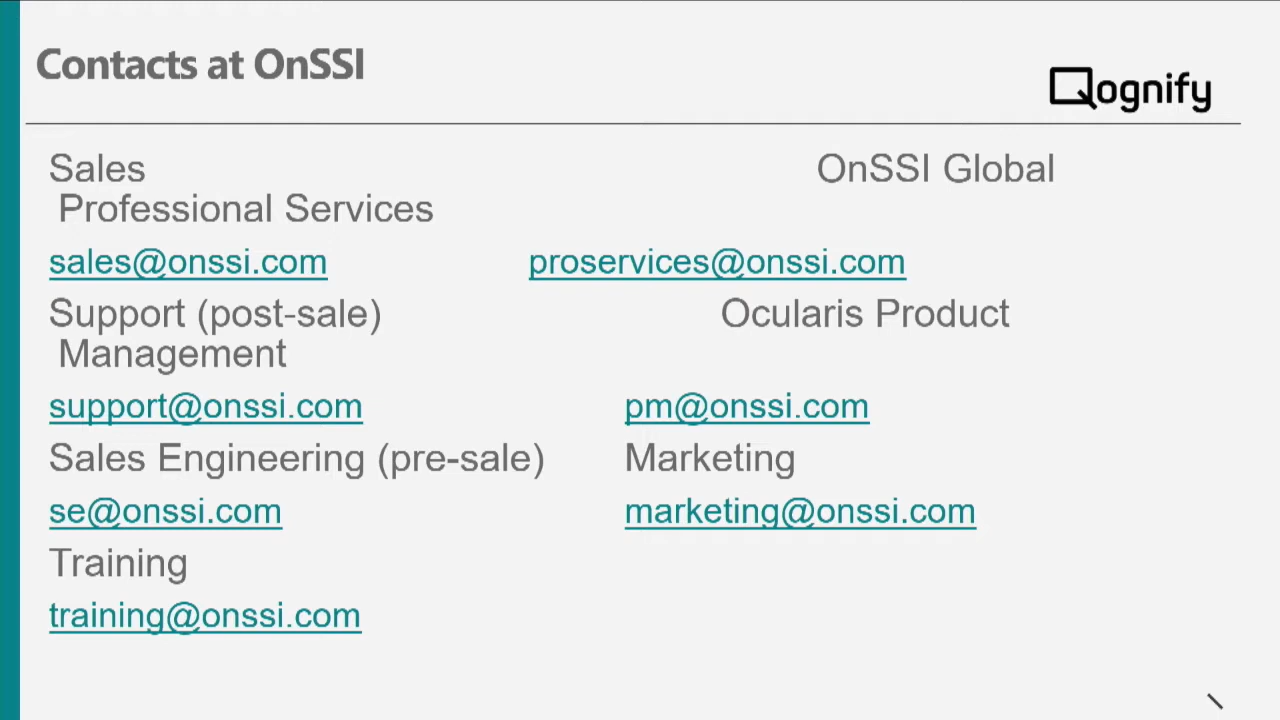 Contacts at OnSSI
Qognify
Sales OnSSI Global
Professional Services
sales@onssi.com proservices@onssi.com
Support (post-sale) Ocularis Product
Management
support@onssi.com pm@onssi.com
Sales Engineering (pre-sale) Marketing
se@onssi.com marketing@onssi.com
Training
training@onssi.com